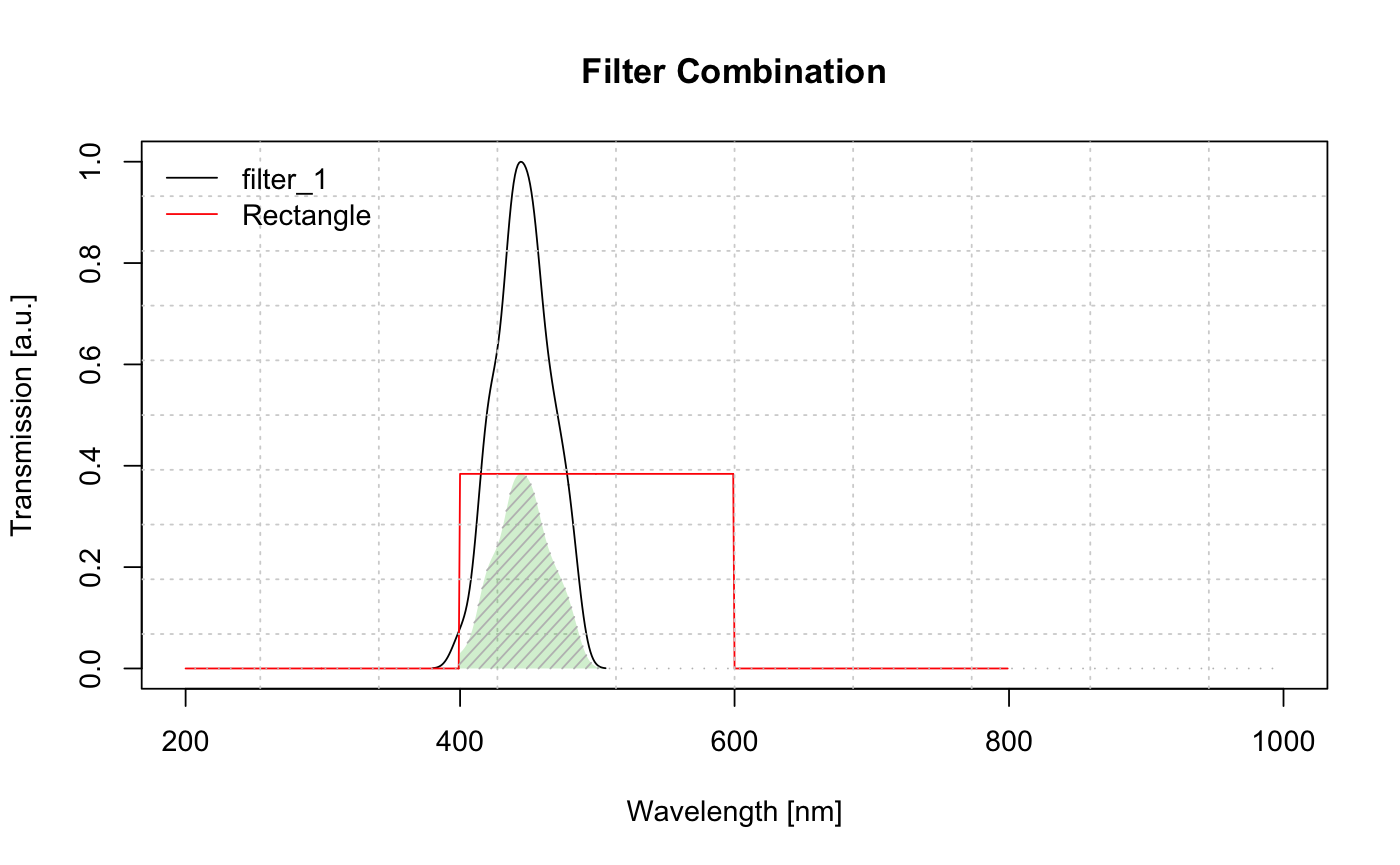 Filter Combination
filter_1
Rectangle
Transmission [a.u.]
1.0
0.8
0.6
0.4
0.2
0.0
200 400 600 800 1000
Wavelength [nm]